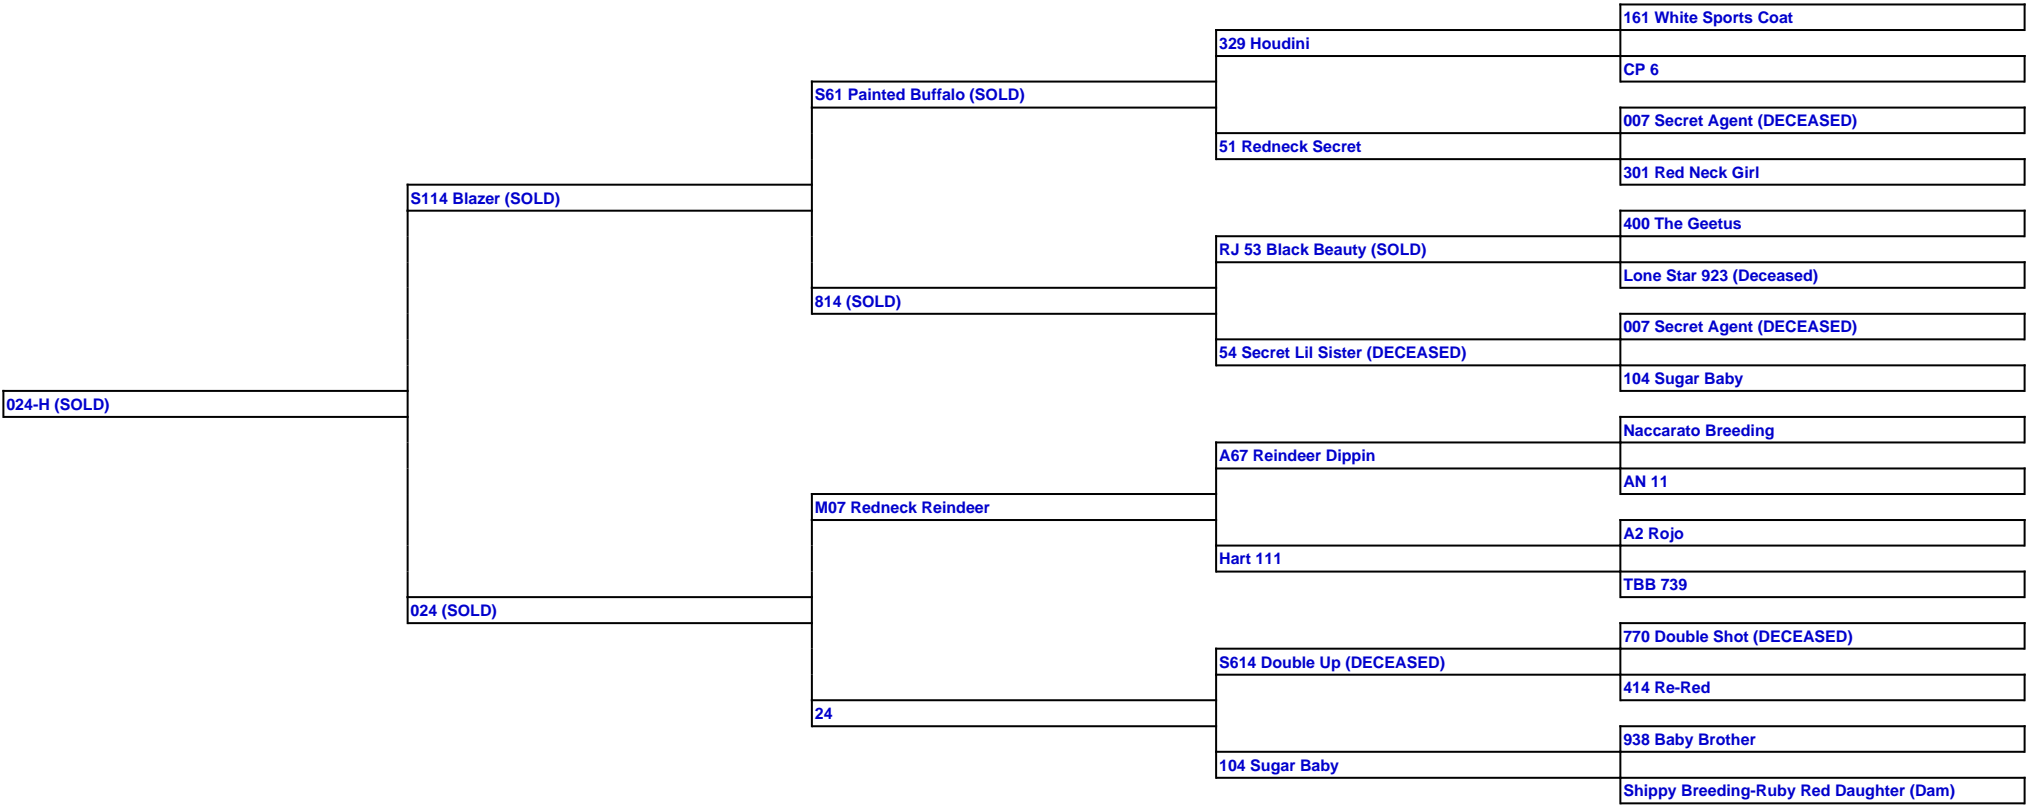 161 White Sports Coat
329 Houdini
CP 6
S61 Painted Buffalo (SOLD)
007 Secret Agent (DECEASED)
51 Redneck Secret
301 Red Neck Girl
S114 Blazer (SOLD)
400 The Geetus
RJ 53 Black Beauty (SOLD)
Lone Star 923 (Deceased)
814 (SOLD)
007 Secret Agent (DECEASED)
54 Secret Lil Sister (DECEASED)
104 Sugar Baby
024-H (SOLD)
Naccarato Breeding
A67 Reindeer Dippin
AN 11
M07 Redneck Reindeer
A2 Rojo
Hart 111
TBB 739
024 (SOLD)
770 Double Shot (DECEASED)
S614 Double Up (DECEASED)
414 Re-Red
24
938 Baby Brother
104 Sugar Baby
Shippy Breeding-Ruby Red Daughter (Dam)